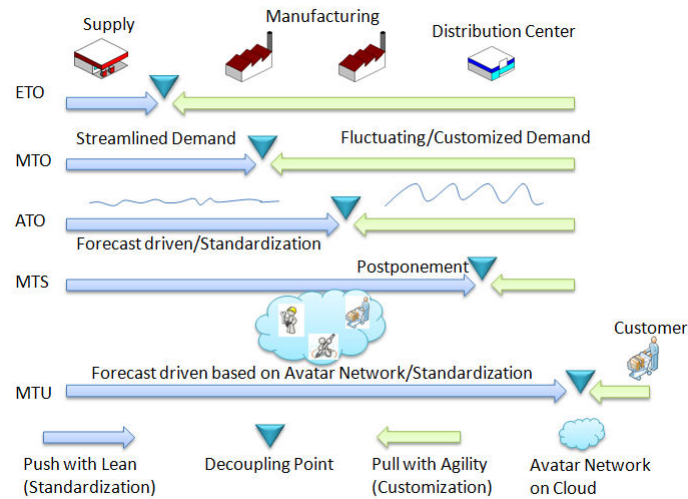 Supply
Manufacturing
Distribution Center
ETO
Streamlined Demand
Fluctuating/Customized Demand
MTO
ATO
Forecast driven/Standardization
Postponement
MTS
Customer
Forecast driven based on Avatar Network/Standardization
MTU
Push with Lean
(Standardization)
Decoupling Point
Pull with Agility
(Customization)
Avatar Network
on Cloud